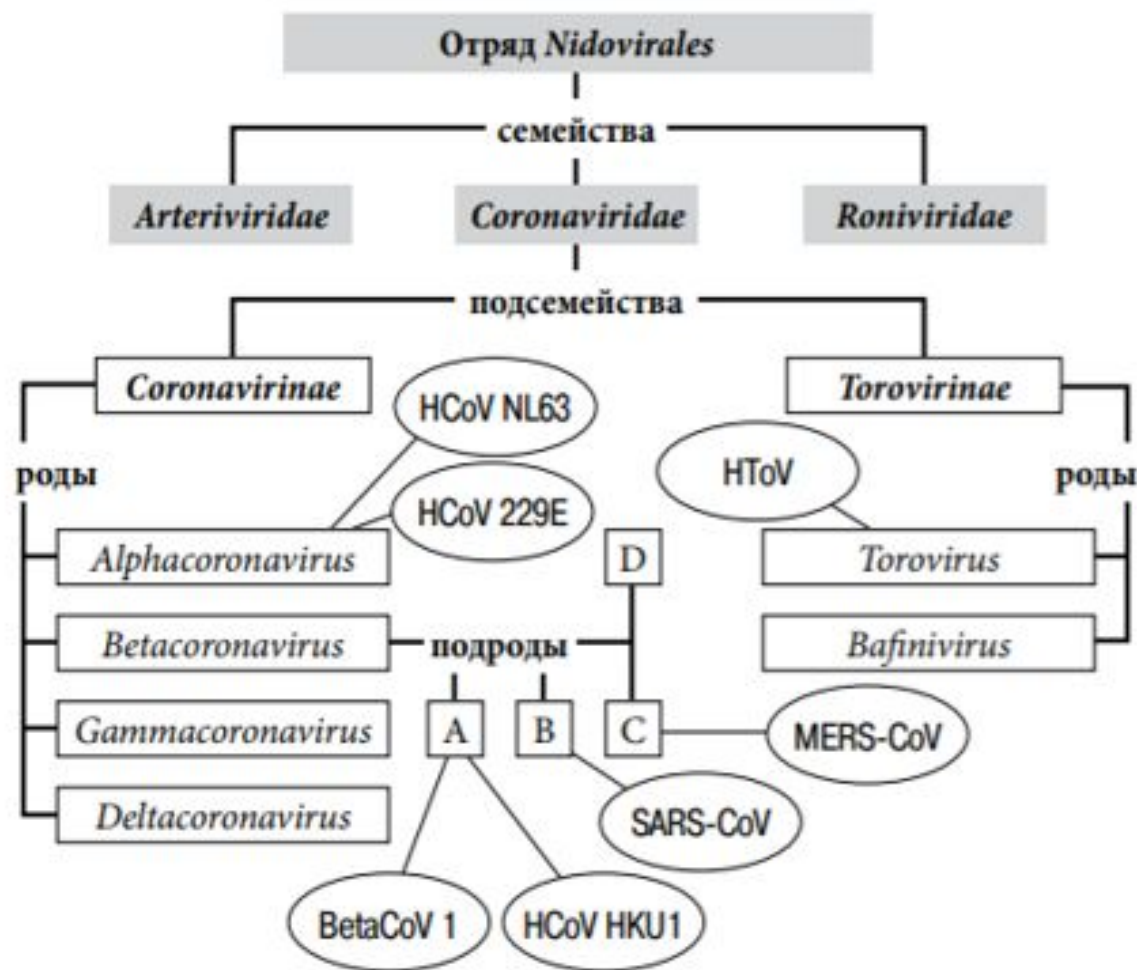 Отряд Nidovirales
семейства
Arteriviridae
Coronaviridae
Roniviridae
подсемейства
Coronavirinae
Torovirinae
HCoV NL63
роды
HToV
роды
HCoV 229E
Alphacoronavirus
D
Torovirus
Betacoronavirus
подроды
Bafinivirus
Gammacoronavirus
A
B
C
MERS-CoV
Deltacoronavirus
SARS-CoV
BetaCoV 1
HCoV HKU1